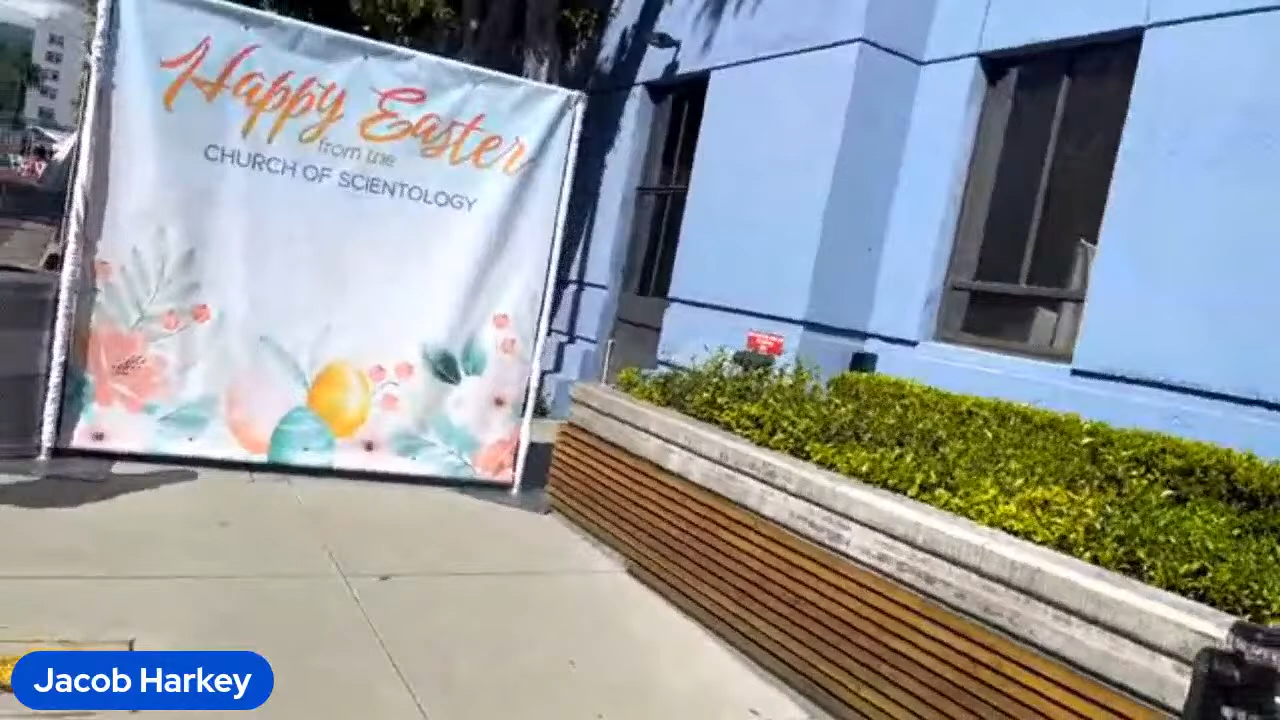 Happy Easter
from the
CHURCH OF SCIENTOLOGY
Jacob Harkey